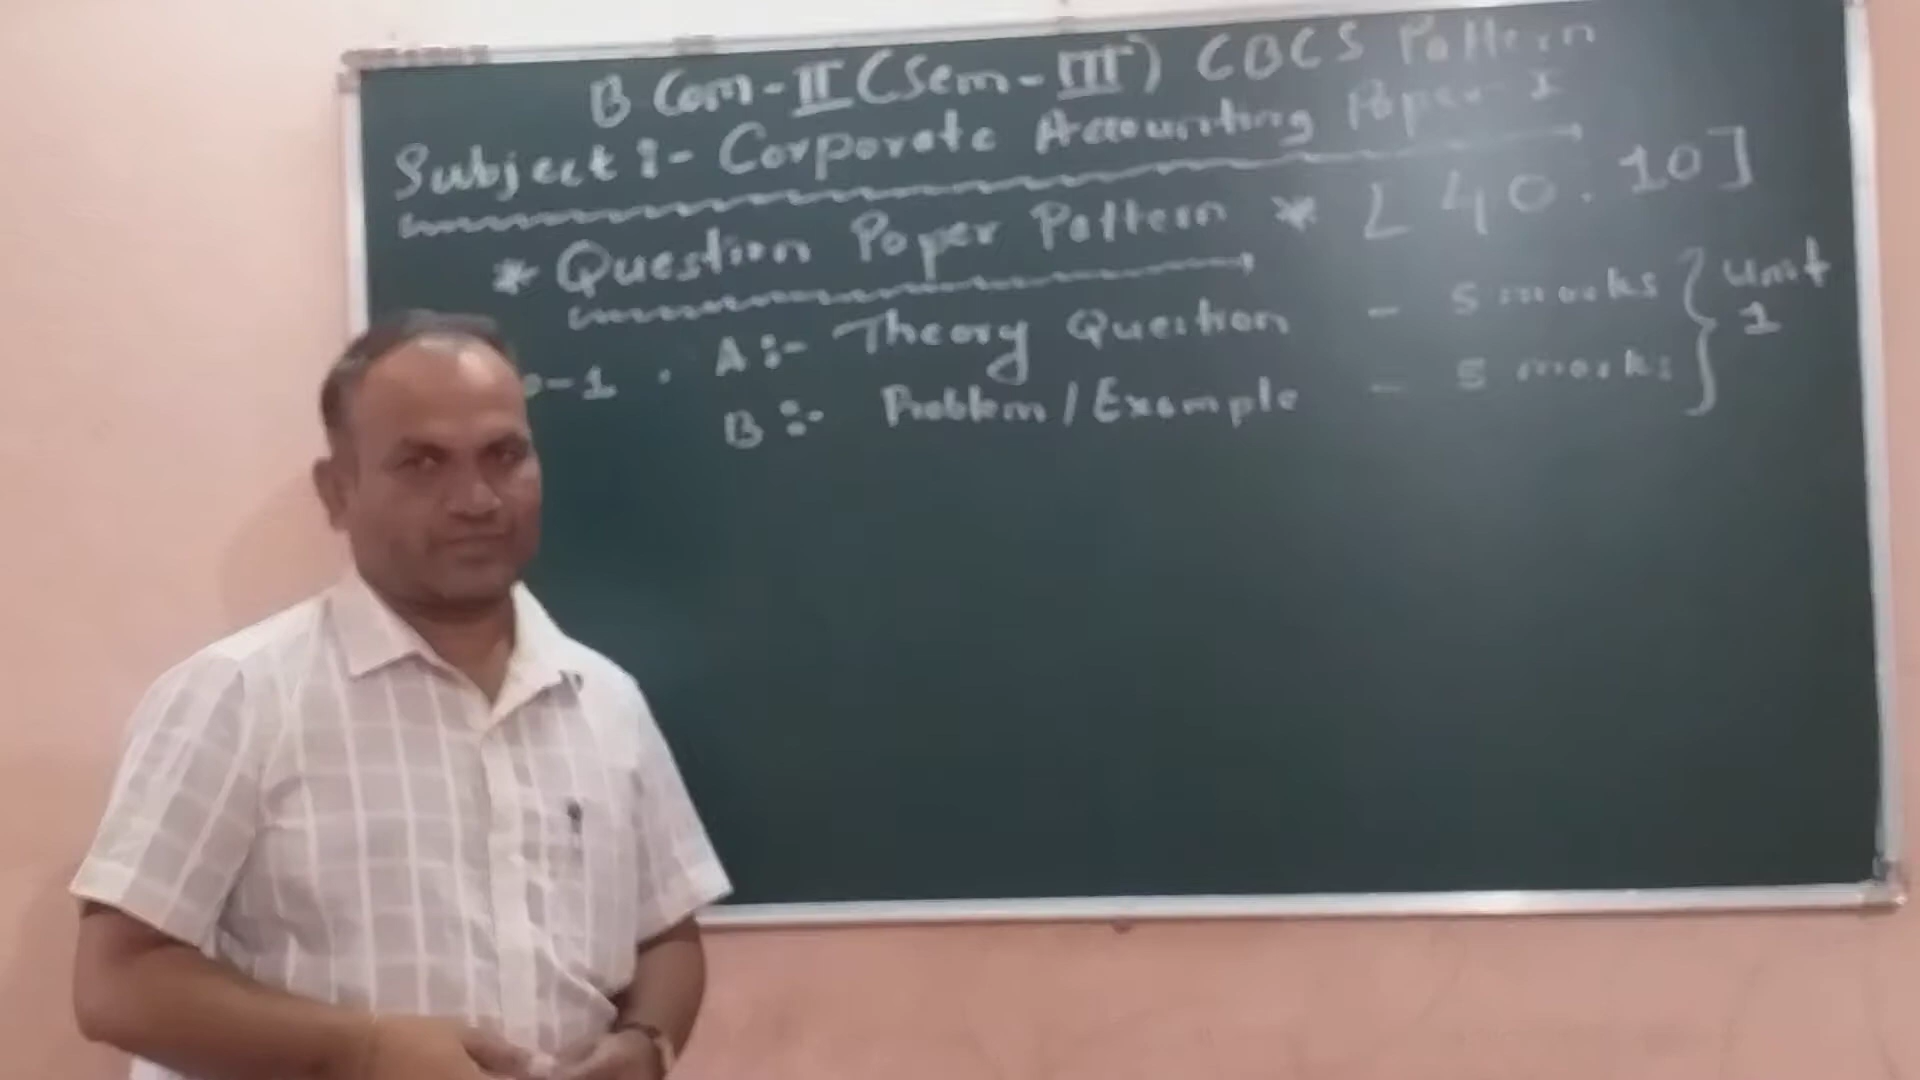 B Com-II (Sem-III) CBCS Pattern
Subject :- Corporate Accounting Paper-I
* Question Paper Pattern * [40.10]
-1. A:- Theory Question - 5 marks } Unit 1
B:- Problem/Example - 5 marks